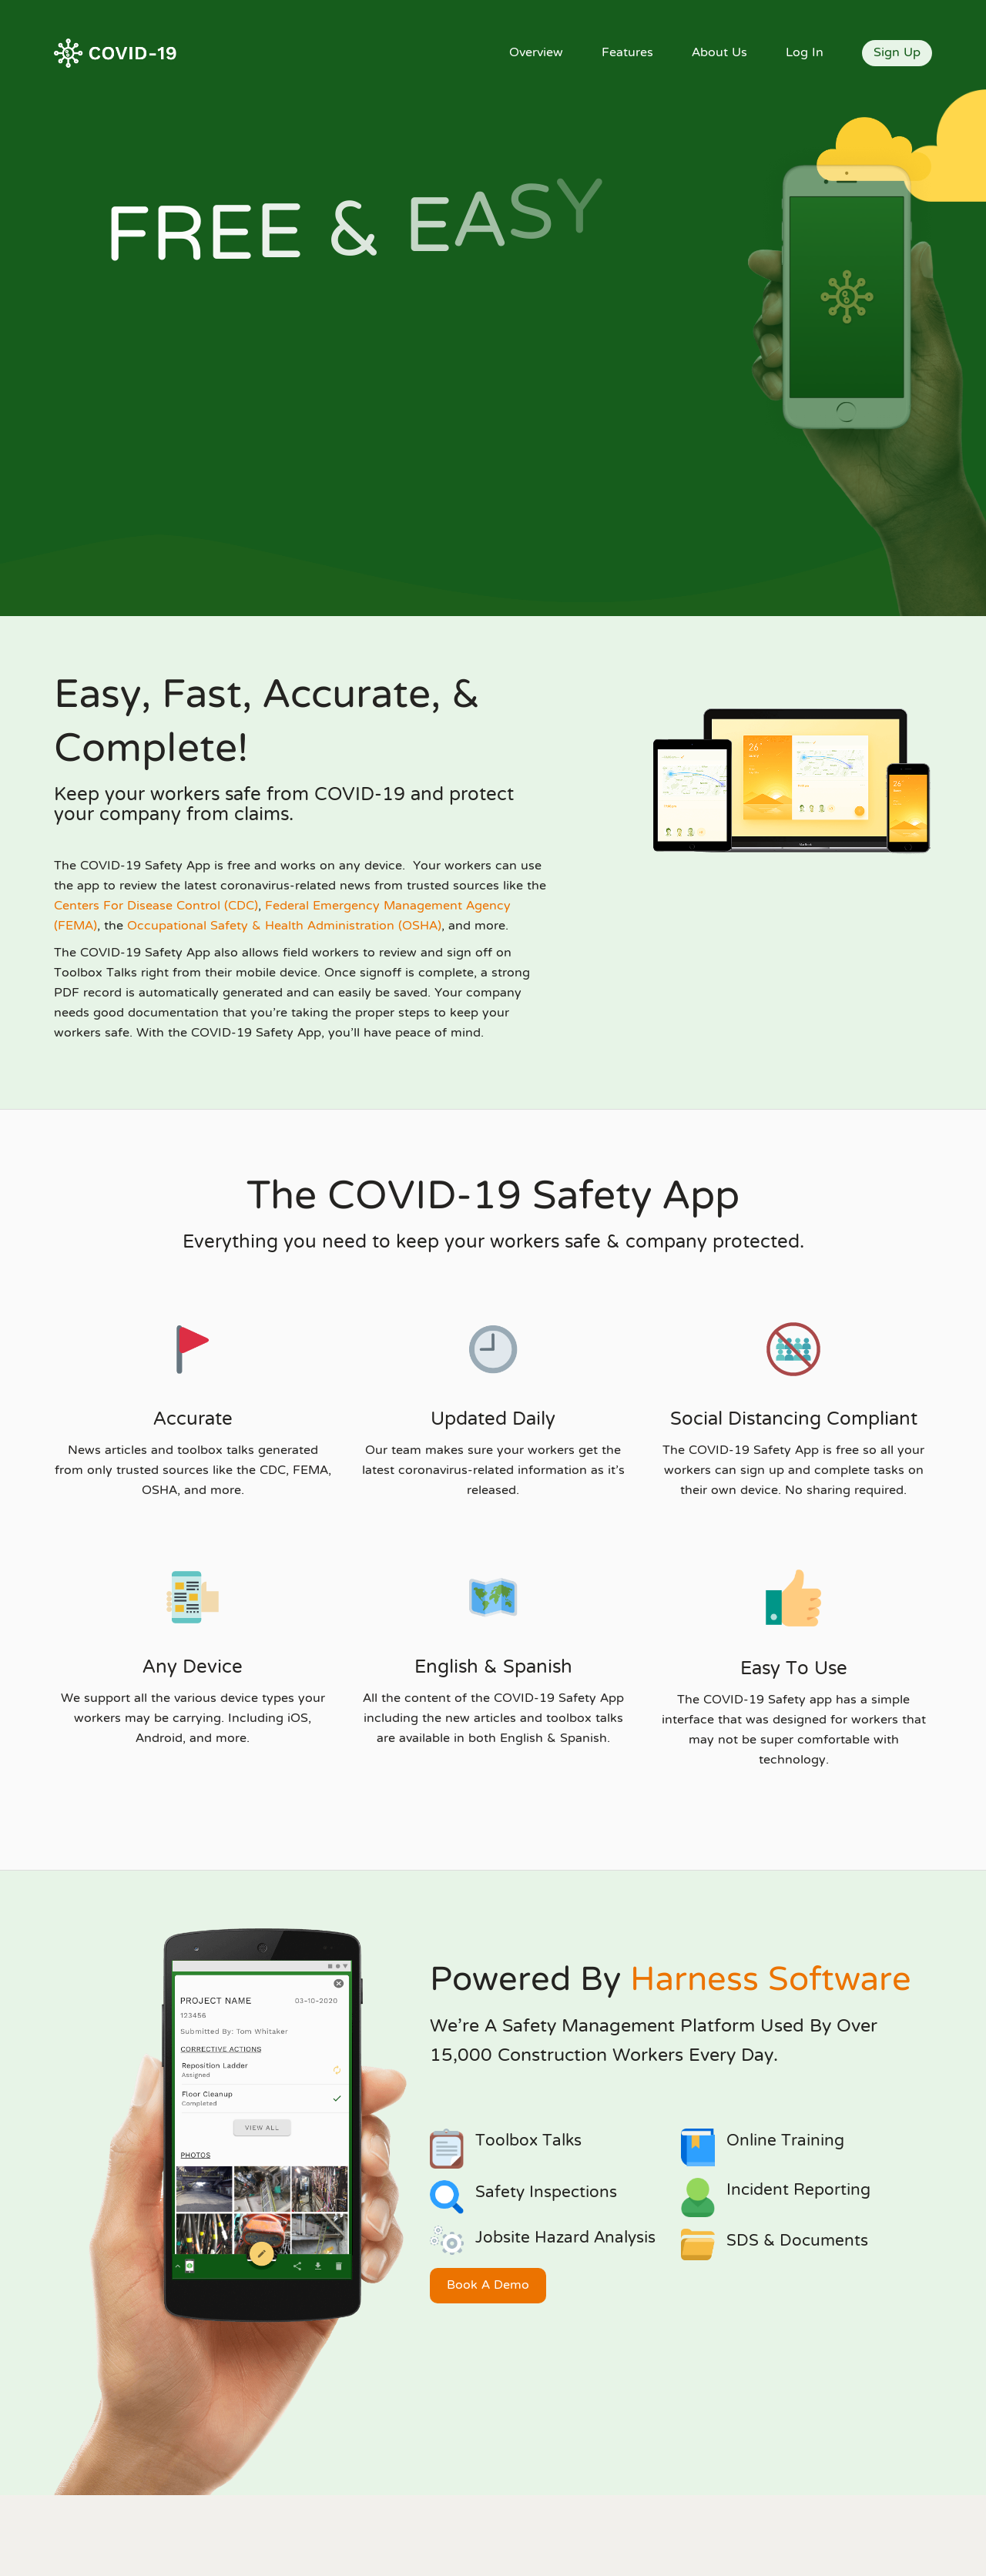 COVID-19
Overview
Features
About Us
Log In
Sign Up
FREE & EASY
Easy, Fast, Accurate, &
Complete!
Keep your workers safe from COVID-19 and protect
your company from claims.
The COVID-19 Safety App is free and works on any device.  Your workers can use
the app to review the latest coronavirus-related news from trusted sources like the
Centers For Disease Control (CDC), Federal Emergency Management Agency
(FEMA), the Occupational Safety & Health Administration (OSHA), and more.
The COVID-19 Safety App also allows field workers to review and sign off on
Toolbox Talks right from their mobile device. Once signoff is complete, a strong
PDF record is automatically generated and can easily be saved. Your company
needs good documentation that you're taking the proper steps to keep your
workers safe. With the COVID-19 Safety App, you'll have peace of mind.
26
26
The COVID-19 Safety App
Everything you need to keep your workers safe & company protected.
Accurate
News articles and toolbox talks generated
from only trusted sources like the CDC, FEMA,
OSHA, and more.
Updated Daily
Our team makes sure your workers get the
latest coronavirus-related information as it's
released.
Social Distancing Compliant
The COVID-19 Safety App is free so all your
workers can sign up and complete tasks on
their own device. No sharing required.
Any Device
We support all the various device types your
workers may be carrying. Including iOS,
Android, and more.
English & Spanish
All the content of the COVID-19 Safety App
including the new articles and toolbox talks
are available in both English & Spanish.
Easy To Use
The COVID-19 Safety app has a simple
interface that was designed for workers that
may not be super comfortable with
technology.
PROJECT NAME
03-10-2020
123456
Submitted By: Tom Whitaker
CORRECTIVE ACTIONS
Reposition Ladder
Assigned
Floor Cleanup
Completed
VIEW ALL
PHOTOS
Powered By Harness Software
We're A Safety Management Platform Used By Over
15,000 Construction Workers Every Day.
Toolbox Talks
Online Training
Safety Inspections
Incident Reporting
Jobsite Hazard Analysis
SDS & Documents
Book A Demo